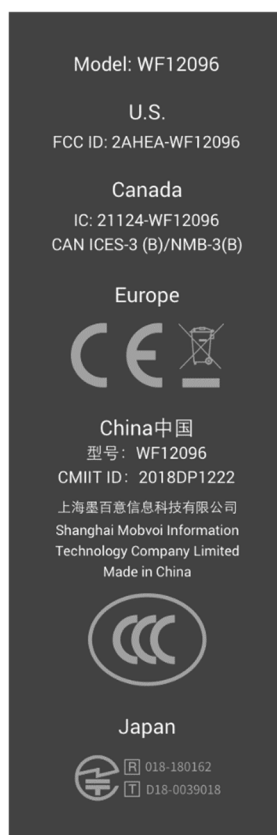 Model: WF12096
U.S.
FCC ID: 2AHEA-WF12096
Canada
IC: 21124-WF12096
CAN ICES-3 (B)/NMB-3(B)
Europe
CE
China中国
型号：WF12096
CMIIT ID：2018DP1222
上海墨百意信息科技有限公司
Shanghai Mobvoi Information
Technology Company Limited
Made in China
CCC
Japan
R 018-180162
T D18-0039018